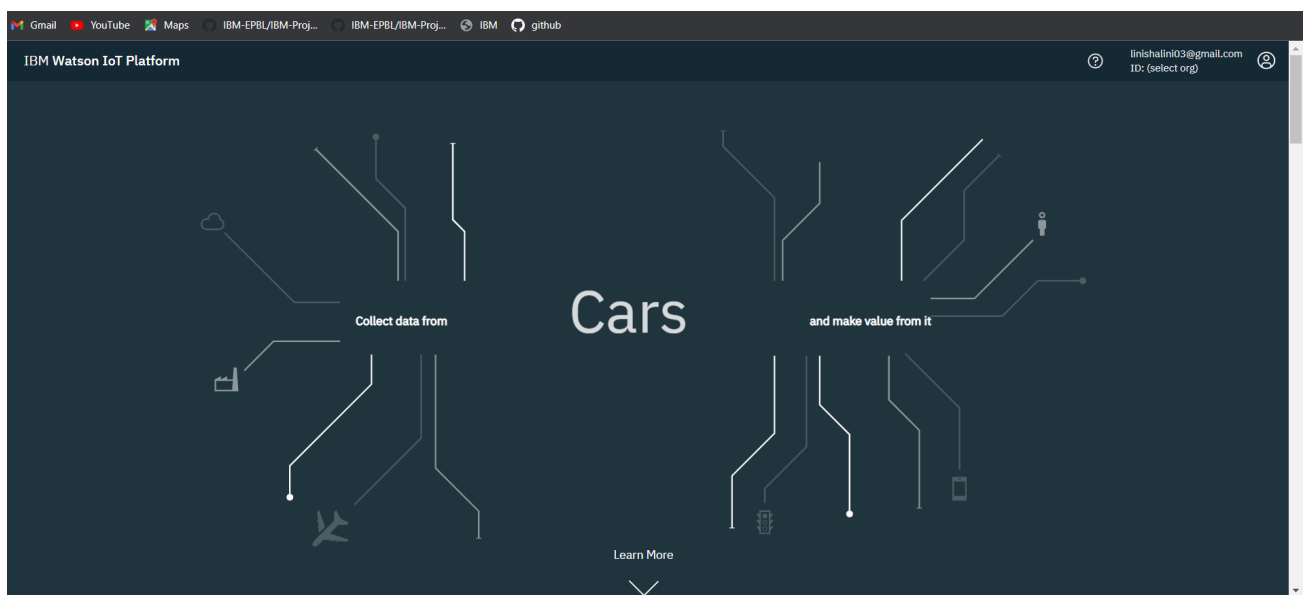 Gmail YouTube Maps IBM-EPBL/IBM-Proj... IBM-EPBL/IBM-Proj... IBM github
IBM Watson IoT Platform
linishalini03@gmail.com
ID: (select org)
Collect data from Cars and make value from it
Learn More